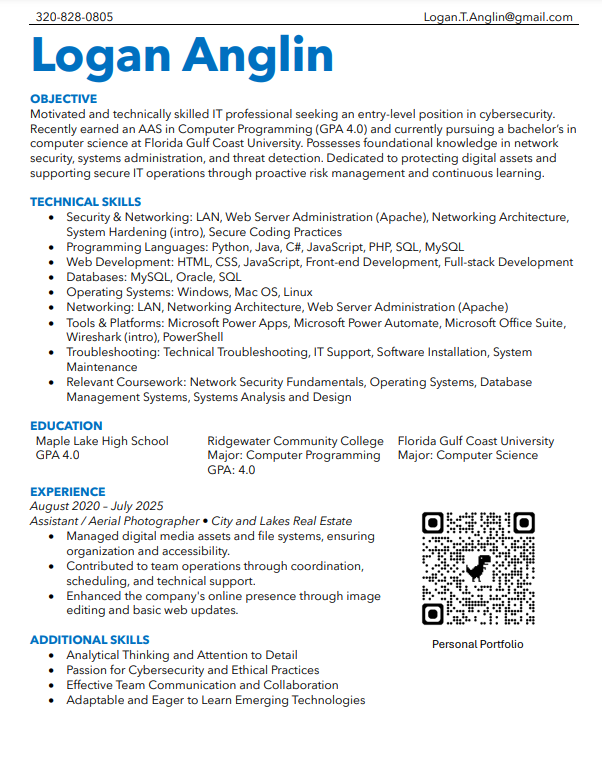 320-828-0805 Logan.T.Anglin@gmail.com
Logan Anglin
OBJECTIVE
Motivated and technically skilled IT professional seeking an entry-level position in cybersecurity.
Recently earned an AAS in Computer Programming (GPA 4.0) and currently pursuing a bachelor's in
computer science at Florida Gulf Coast University. Possesses foundational knowledge in network
security, systems administration, and threat detection. Dedicated to protecting digital assets and
supporting secure IT operations through proactive risk management and continuous learning.
TECHNICAL SKILLS
• Security & Networking: LAN, Web Server Administration (Apache), Networking Architecture,
System Hardening (intro), Secure Coding Practices
• Programming Languages: Python, Java, C#, JavaScript, PHP, SQL, MySQL
• Web Development: HTML, CSS, JavaScript, Front-end Development, Full-stack Development
• Databases: MySQL, Oracle, SQL
• Operating Systems: Windows, Mac OS, Linux
• Networking: LAN, Networking Architecture, Web Server Administration (Apache)
• Tools & Platforms: Microsoft Power Apps, Microsoft Power Automate, Microsoft Office Suite,
Wireshark (intro), PowerShell
• Troubleshooting: Technical Troubleshooting, IT Support, Software Installation, System
Maintenance
• Relevant Coursework: Network Security Fundamentals, Operating Systems, Database
Management Systems, Systems Analysis and Design
EDUCATION
Maple Lake High School
GPA 4.0
Ridgewater Community College
Major: Computer Programming
GPA: 4.0
Florida Gulf Coast University
Major: Computer Science
EXPERIENCE
August 2020 – July 2025
Assistant / Aerial Photographer • City and Lakes Real Estate
• Managed digital media assets and file systems, ensuring
organization and accessibility.
• Contributed to team operations through coordination,
scheduling, and technical support.
• Enhanced the company's online presence through image
editing and basic web updates.
Personal Portfolio
ADDITIONAL SKILLS
• Analytical Thinking and Attention to Detail
• Passion for Cybersecurity and Ethical Practices
• Effective Team Communication and Collaboration
• Adaptable and Eager to Learn Emerging Technologies